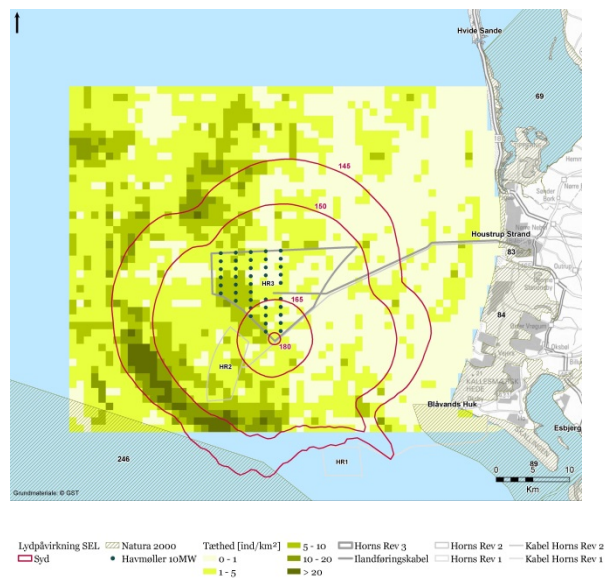 Hvide Sande
69
145
150
Houstrup Strand
83
HR3
165
84
180
HR2
KALLESMÆRSK
HEDE
Blåvands Huk
SKALLINGEN
Esbjerg
246
HR1
89
0 5 10
Km
Grundmateriale: © GST
Lydpåvirkning SEL
Syd
Natura 2000
Havmøller 10MW
Tæthed [ind/km²]
0 - 1
1 - 5
5 - 10
10 - 20
> 20
Horns Rev 3
Ilandføringskabel
Horns Rev 2
Horns Rev 1
Kabel Horns Rev 2
Kabel Horns Rev 1